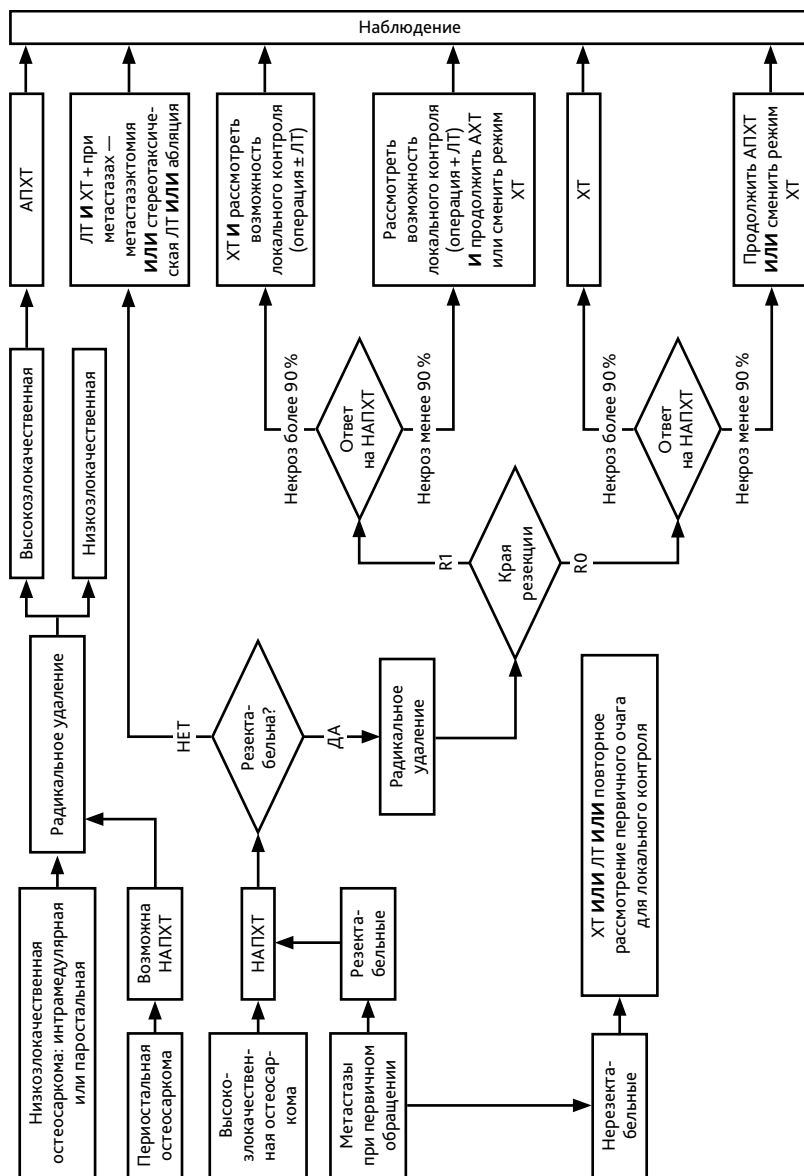 Низкозлокачественная
остеосаркома: интрамедулярная
или паростальная
Периостальная
остеосаркома
Высоко-
злокачествен-
ная остеосар-
кома
Метастазы
при первичном
обращении
Возможна
НАПХТ
НАПХТ
Резекта-
бельные
Нерезекта-
бельные
Радикальное удаление
Резекта-
бельна?
НЕТ
ДА
Радикальное
удаление
ХТ ИЛИ ЛТ ИЛИ повторное
рассмотрение первичного очага
для локального контроля
Высокозлокачественная
Низкозлокачественная
Края
резекции
R1
R0
Ответ
на НАПХТ
Некроз более 90 %
Некроз менее 90 %
Ответ
на НАПХТ
Некроз более 90 %
Некроз менее 90 %
АПХТ
ЛТ И ХТ + при
метастазах —
метастазэктомия
ИЛИ стереотаксиче-
ская ЛТ ИЛИ абляция
ХТ И рассмотреть
возможность
локального контроля
(операция ± ЛТ)
Рассмотреть
возможность
локального контроля
(операция + ЛТ)
И продолжить АХТ
или сменить режим
ХТ
ХТ
Продолжить АПХТ
ИЛИ сменить режим
ХТ
Наблюдение